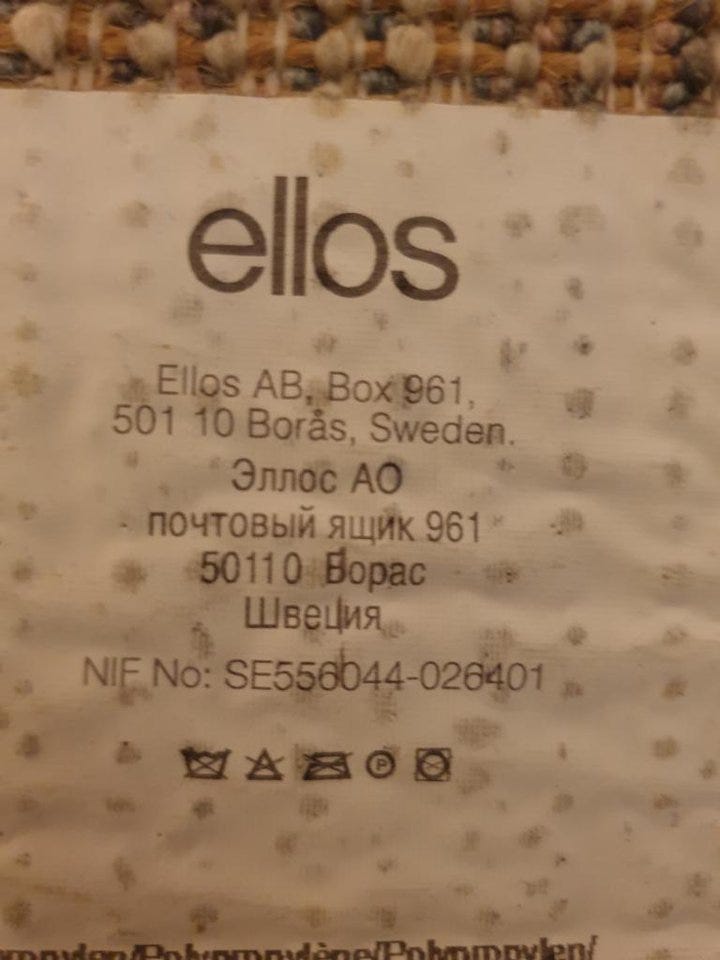 ellos
Ellos AB, Box 961,
501 10 Borås, Sweden.
Эллос АО
почтовый ящик 961
50110 Ворас
Швеция
NIF No: SE556044-026401
P